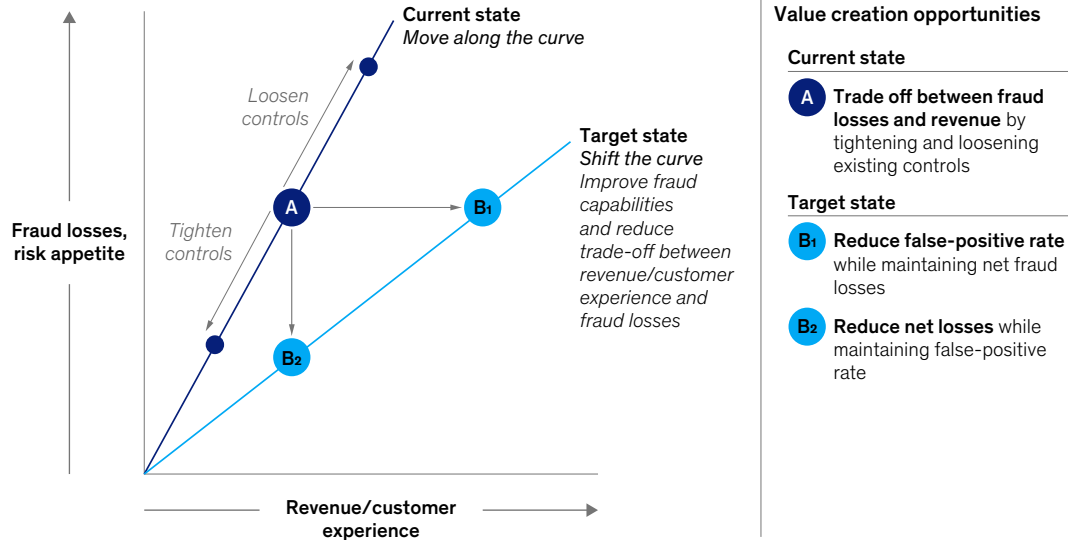 Fraud losses,
risk appetite
Current state
Move along the curve
Loosen
controls
Tighten
controls
A
B1
B2
Target state
Shift the curve
Improve fraud
capabilities
and reduce
trade-off between
revenue/customer
experience and
fraud losses
Revenue/customer
experience
Value creation opportunities
Current state
A
Trade off between fraud
losses and revenue by
tightening and loosening
existing controls
Target state
B1
Reduce false-positive rate
while maintaining net fraud
losses
B2
Reduce net losses while
maintaining false-positive
rate